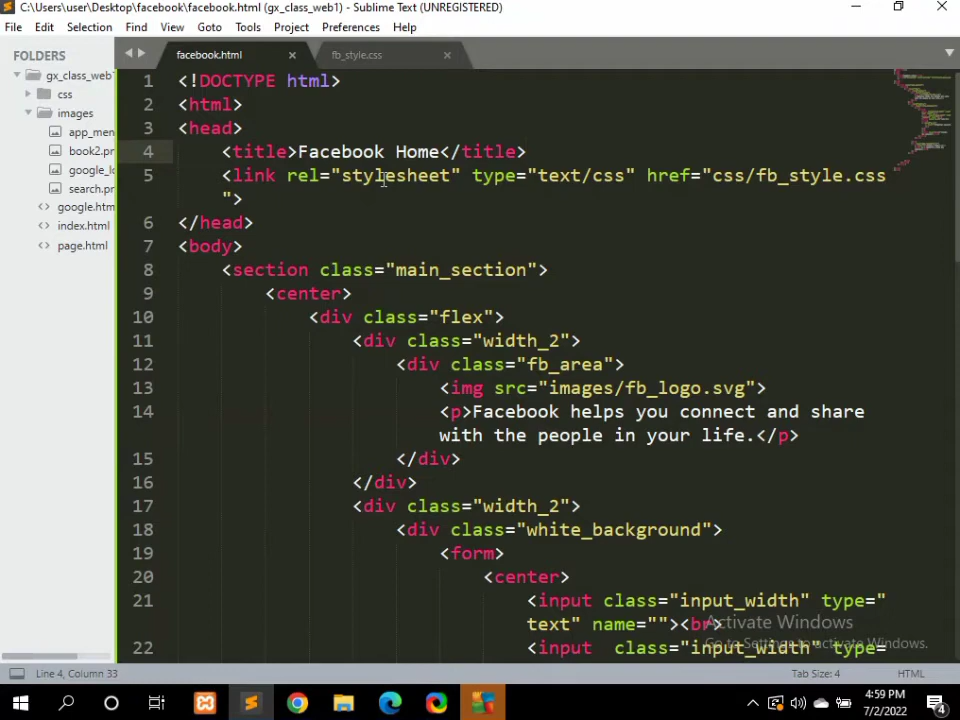 C:\Users\user\Desktop\facebook\facebook.html (gx_class_web1) - Sublime Text (UNREGISTERED)
File Edit Selection Find View Goto Tools Project Preferences Help
FOLDERS
gx_class_web1
css
images
app_men
book2.pr
google_lo
search.pr
google.htm
index.html
page.html
facebook.html
fb_style.css
1 <!DOCTYPE html>
2 <html>
3 <head>
4 <title>Facebook Home</title>
5 <link rel="stylesheet" type="text/css" href="css/fb_style.css
">
6 </head>
7 <body>
8 <section class="main_section">
9 <center>
10 <div class="flex">
11 <div class="width_2">
12 <div class="fb_area">
13 <img src="images/fb_logo.svg">
14 <p>Facebook helps you connect and share
with the people in your life.</p>
15 </div>
16 </div>
17 <div class="width_2">
18 <div class="white_background">
19 <form>
20 <center>
21 <input class="input_width" type="
text" name=""><br>
22 <input  class="input_width" type=
Activate Windows
Go to Settings to activate Windows.
Line 4, Column 33
Tab Size: 4
HTML
4:59 PM
7/2/2022
4